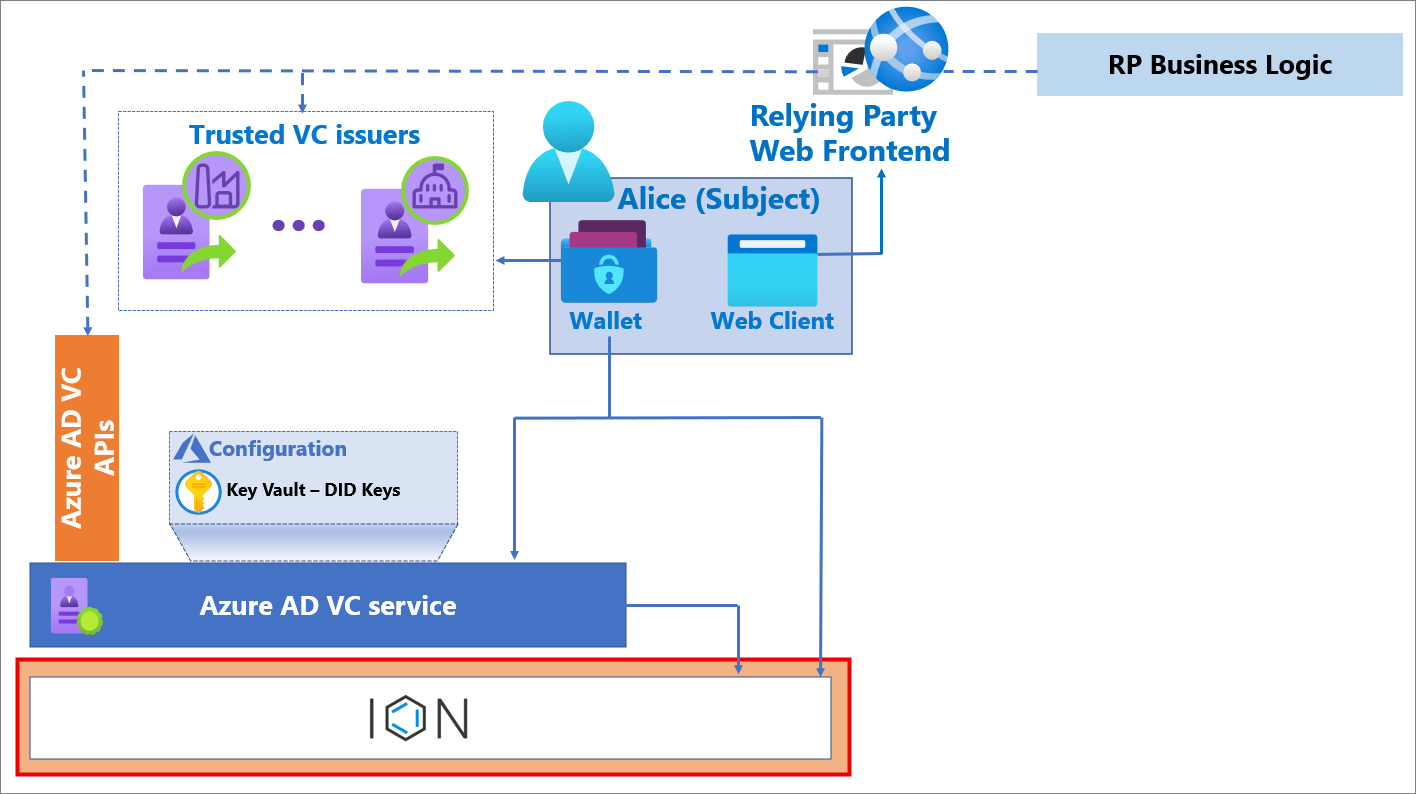 RP Business Logic
Relying Party
Web Frontend
Trusted VC issuers
Alice (Subject)
Wallet
Web Client
Azure AD VC
APIs
Configuration
Key Vault – DID Keys
Azure AD VC service
ION